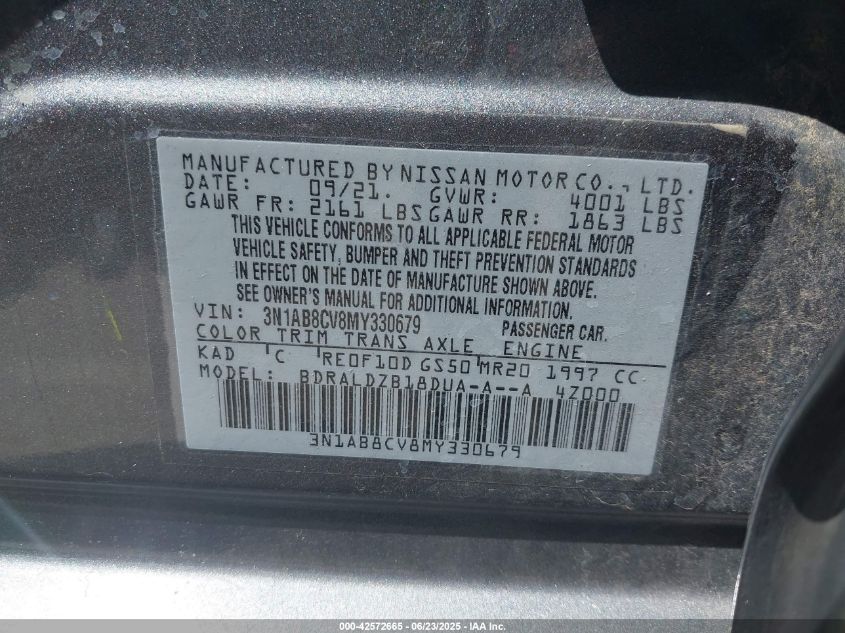 MANUFACTURED BY NISSAN MOTOR CO., LTD.
DATE: 09/21. GVWR: 4001 LBS
GAWR FR: 2161 LBS GAWR RR: 1863 LBS
THIS VEHICLE CONFORMS TO ALL APPLICABLE FEDERAL MOTOR
VEHICLE SAFETY, BUMPER AND THEFT PREVENTION STANDARDS
IN EFFECT ON THE DATE OF MANUFACTURE SHOWN ABOVE.
SEE OWNER'S MANUAL FOR ADDITIONAL INFORMATION.
VIN: 3N1AB8CV8MY330679 PASSENGER CAR.
COLOR TRIM TRANS AXLE ENGINE
KAD C RE0F10D GS50 MR20 1997 CC
MODEL: BDRALDZB18DUA-A--A 4Z000
3N1AB8CV8MY330679
000-42572665 - 06/23/2025 - IAA Inc.